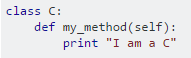 class C:
    def my_method(self):
        print "I am a C"